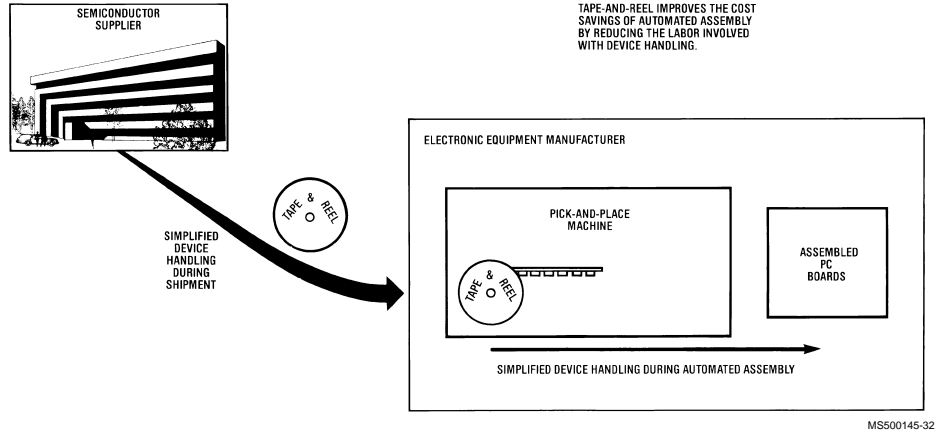 SEMICONDUCTOR
SUPPLIER
TAPE-AND-REEL IMPROVES THE COST
SAVINGS OF AUTOMATED ASSEMBLY
BY REDUCING THE LABOR INVOLVED
WITH DEVICE HANDLING.
TAPE & REEL
SIMPLIFIED
DEVICE
HANDLING
DURING
SHIPMENT
ELECTRONIC EQUIPMENT MANUFACTURER
PICK-AND-PLACE
MACHINE
TAPE & REEL
ASSEMBLED
PC
BOARDS
SIMPLIFIED DEVICE HANDLING DURING AUTOMATED ASSEMBLY
MS500145-32